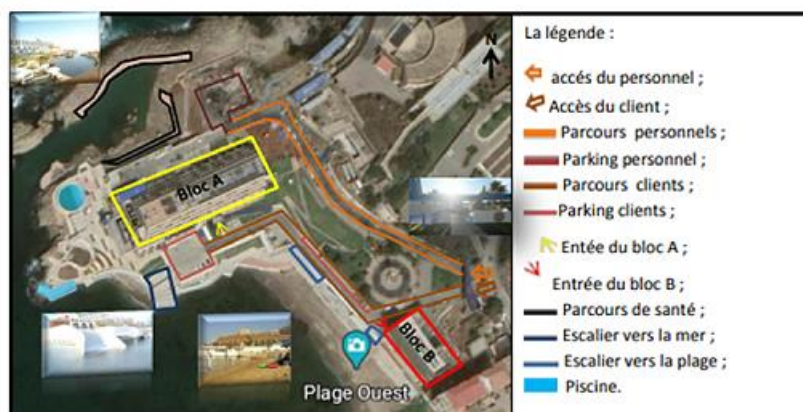 N
Bloc A
Bloc B
Plage Ouest
La légende :
accés du personnel ;
Accès du client ;
Parcours personnels ;
Parking personnel ;
Parcours clients ;
Parking clients ;
Entée du bloc A ;
Entrée du bloc B ;
Parcours de santé ;
Escalier vers la mer ;
Escalier vers la plage ;
Piscine.